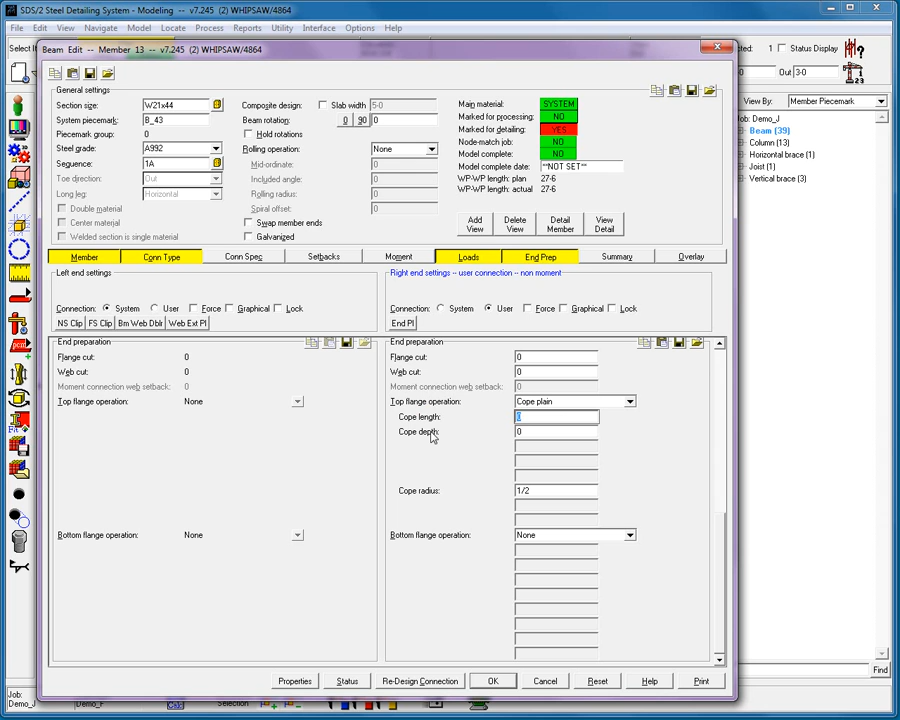 SDS/2 Steel Detailing System - Modeling -- v7.245 (2) WHIPSAW/4864
File Edit View Navigate Model Locate Process Reports Utility Interface Options Help
Select It
cted: 1 Status Display
-0 Out 3-0
View By: Member Piecemark
Job: Demo_J
Beam (39)
Column (13)
Horizontal brace (1)
Joist (1)
Vertical brace (3)
Find
Beam Edit -- Member 13 -- v7.245 (2) WHIPSAW/4864
General settings
Section size: W21x44
System piecemark: B_43
Piecemark group: 0
Steel grade: A992
Sequence: 1A
Toe direction: Out
Long leg: Horizontal
Double material
Center material
Welded section is single material
Composite design: Slab width 5-0
Beam rotation: 0 90 0
Hold rotations
Rolling operation: None
Mid-ordinate: 0
Included angle: 0
Rolling radius: 0
Spiral offset: 0
Swap member ends
Galvanized
Main material: SYSTEM
Marked for processing: NO
Marked for detailing: YES
Node-match job: NO
Model complete: NO
Model complete date: **NOT SET**
WP-WP length: plan 27-6
WP-WP length: actual 27-6
Add View
Delete View
Detail Member
View Detail
Member Conn Type Conn Spec Setbacks Moment Loads End Prep Summary Overlay
Left end settings
Connection: System User Force Graphical Lock
NS Clip FS Clip Bm Web Dblr Web Ext Pl
Right end settings -- user connection -- non moment
Connection: System User Force Graphical Lock
End Pl
End preparation
Flange cut: 0
Web cut: 0
Moment connection web setback: 0
Top flange operation: None
Bottom flange operation: None
End preparation
Flange cut: 0
Web cut: 0
Moment connection web setback: 0
Top flange operation: Cope plain
Cope length: 0
Cope depth: 0
Cope radius: 1/2
Bottom flange operation: None
Properties Status Re-Design Connection OK Cancel Reset Help Print
Job:
Demo_J
Demo_F
Calc
Selection